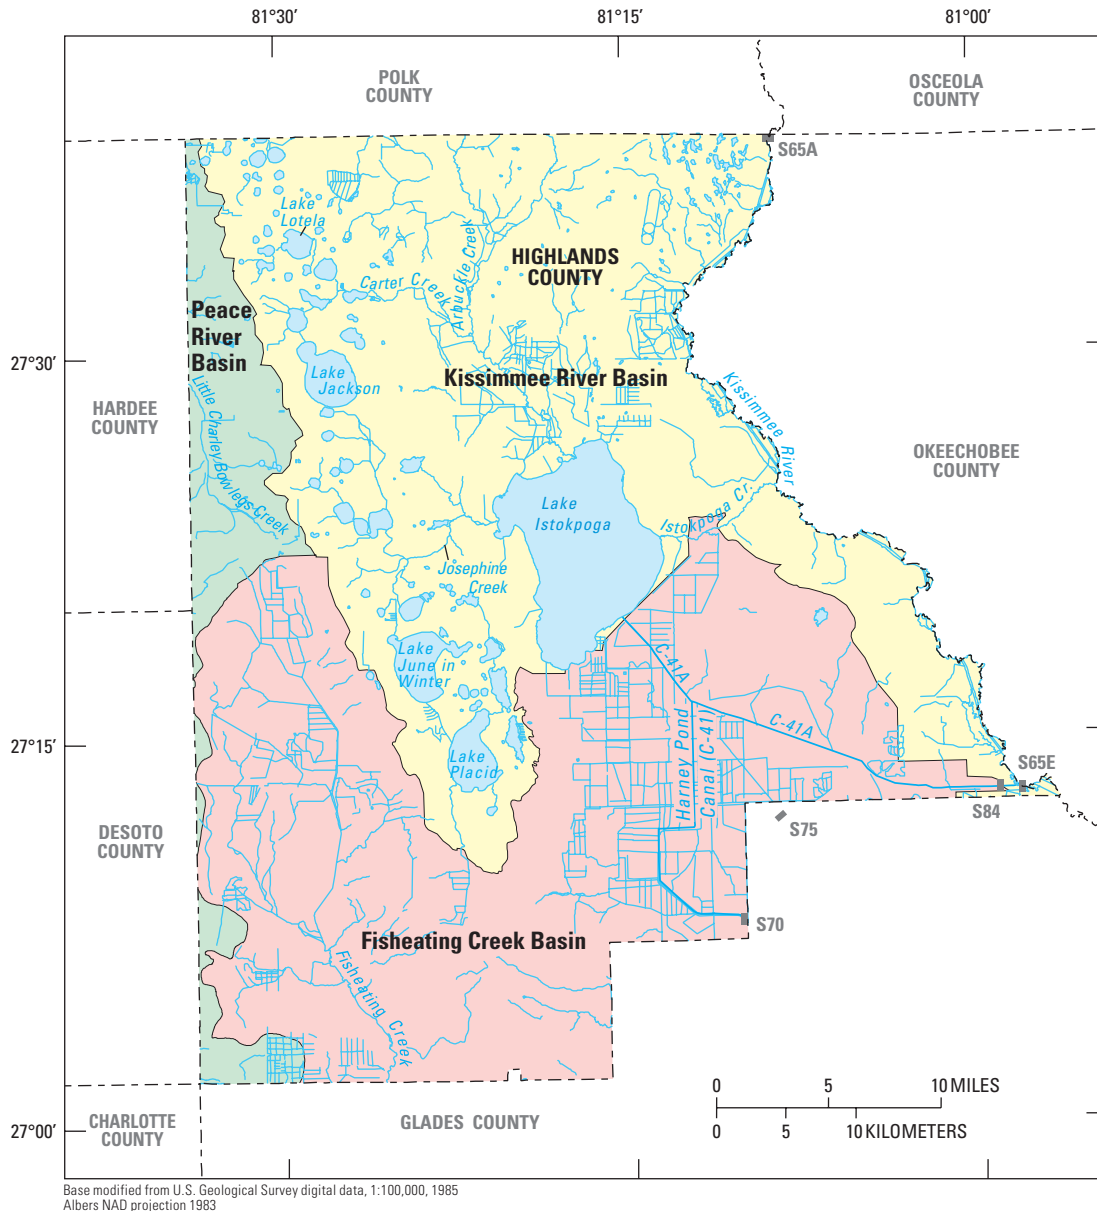 81°30′
81°15′
81°00′
POLK
COUNTY
OSCEOLA
COUNTY
S65A
Lake
Lotela
HIGHLANDS
COUNTY
Carter Creek
Arbuckle Creek
Peace
River
Basin
27°30′
Lake
Jackson
Kissimmee River Basin
Kissimmee River
HARDEE
COUNTY
Little Charley Bowlegs Creek
OKEECHOBEE
COUNTY
Lake
Istokpoga
Istokpoga Cr
Josephine
Creek
Lake
June in
Winter
C-41A
C-41A
Harney Pond
Canal (C-41)
27°15′
Lake
Placid
S65E
S84
S75
DESOTO
COUNTY
S70
Fisheating Creek Basin
Fisheating Creek
0 5 10 MILES
0 5 10 KILOMETERS
CHARLOTTE
COUNTY
GLADES COUNTY
27°00′
Base modified from U.S. Geological Survey digital data, 1:100,000, 1985
Albers NAD projection 1983